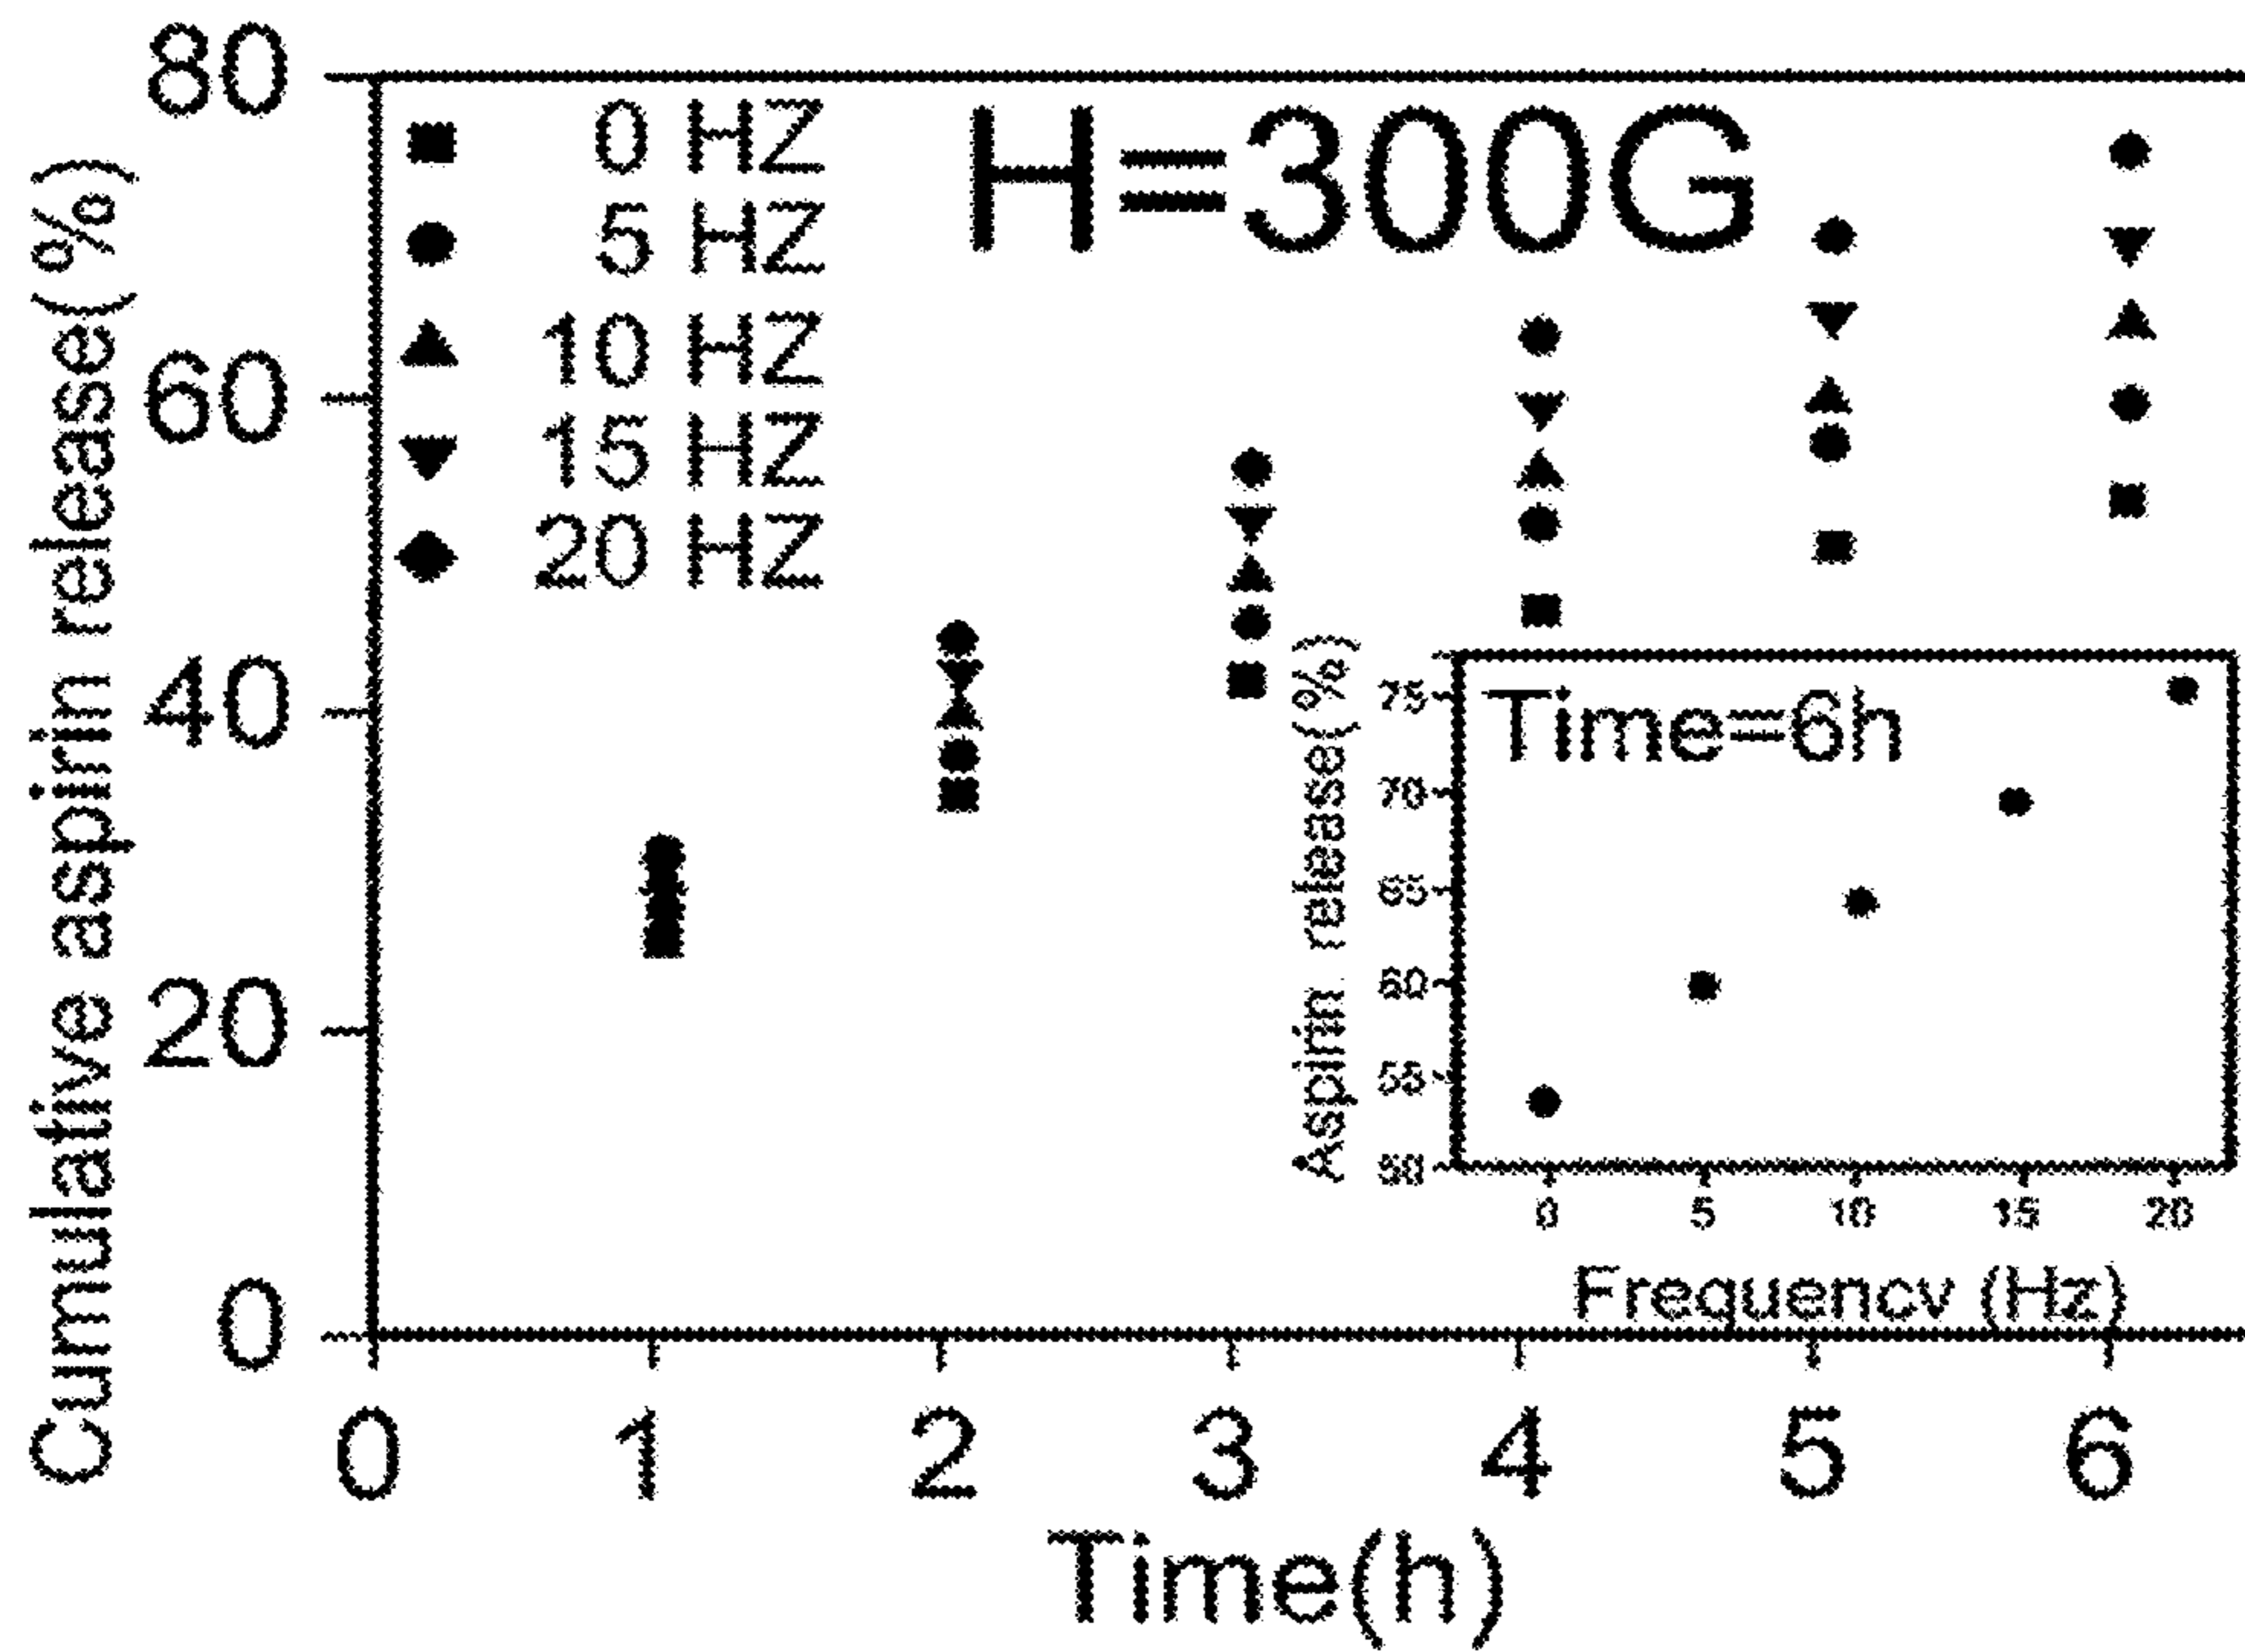 Cumulative aspirin release(%)
80
60
40
20
0
0 HZ
5 HZ
10 HZ
15 HZ
20 HZ
H=300G
Aspirin release(%)
75
70
65
60
55
50
Time=6h
0 5 10 15 20
Frequency (Hz)
0 1 2 3 4 5 6
Time(h)